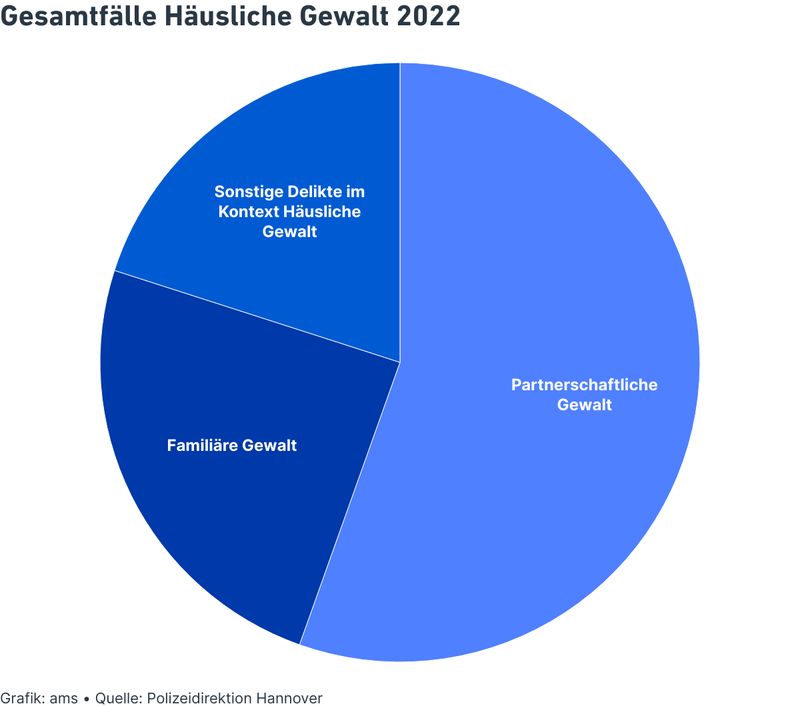 Gesamtfälle Häusliche Gewalt 2022
Sonstige Delikte im
Kontext Häusliche
Gewalt
Partnerschaftliche
Gewalt
Familiäre Gewalt
Grafik: ams • Quelle: Polizeidirektion Hannover